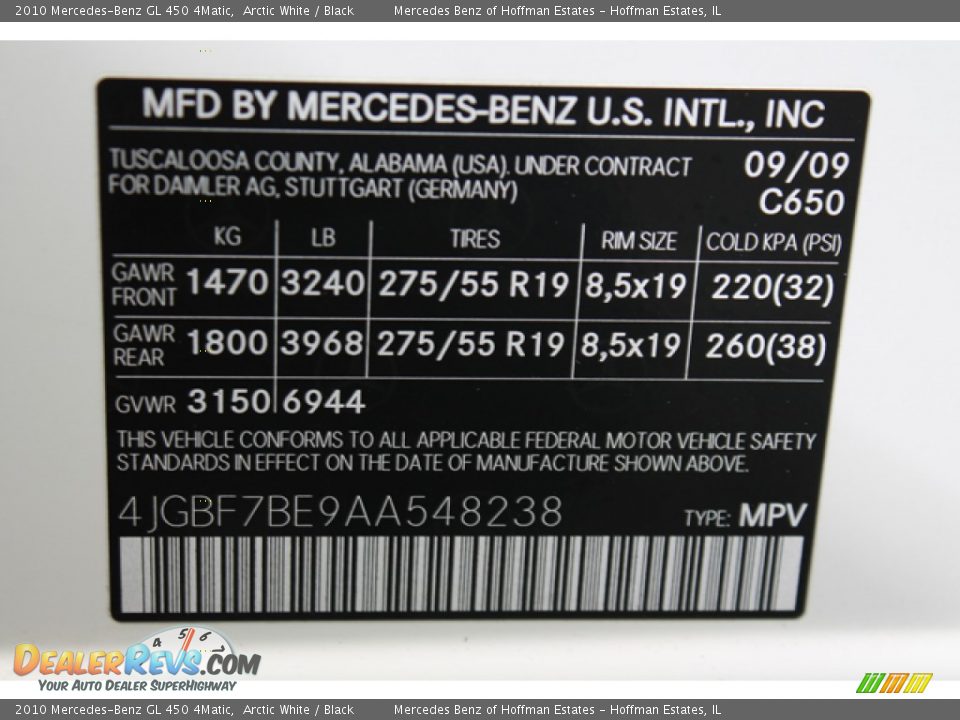 2010 Mercedes-Benz GL 450 4Matic, Arctic White / Black Mercedes Benz of Hoffman Estates - Hoffman Estates, IL
MFD BY MERCEDES-BENZ U.S. INTL., INC
TUSCALOOSA COUNTY, ALABAMA (USA). UNDER CONTRACT 09/09
FOR DAIMLER AG, STUTTGART (GERMANY) C650
KG LB TIRES RIM SIZE COLD KPA (PSI)
GAWR FRONT 1470 3240 275/55 R19 8,5x19 220(32)
GAWR REAR 1800 3968 275/55 R19 8,5x19 260(38)
GVWR 3150 6944
THIS VEHICLE CONFORMS TO ALL APPLICABLE FEDERAL MOTOR VEHICLE SAFETY
STANDARDS IN EFFECT ON THE DATE OF MANUFACTURE SHOWN ABOVE.
4JGBF7BE9AA548238 TYPE: MPV
4 5 6 7
DEALERREVS.COM
YOUR AUTO DEALER SUPERHIGHWAY
2010 Mercedes-Benz GL 450 4Matic, Arctic White / Black Mercedes Benz of Hoffman Estates - Hoffman Estates, IL